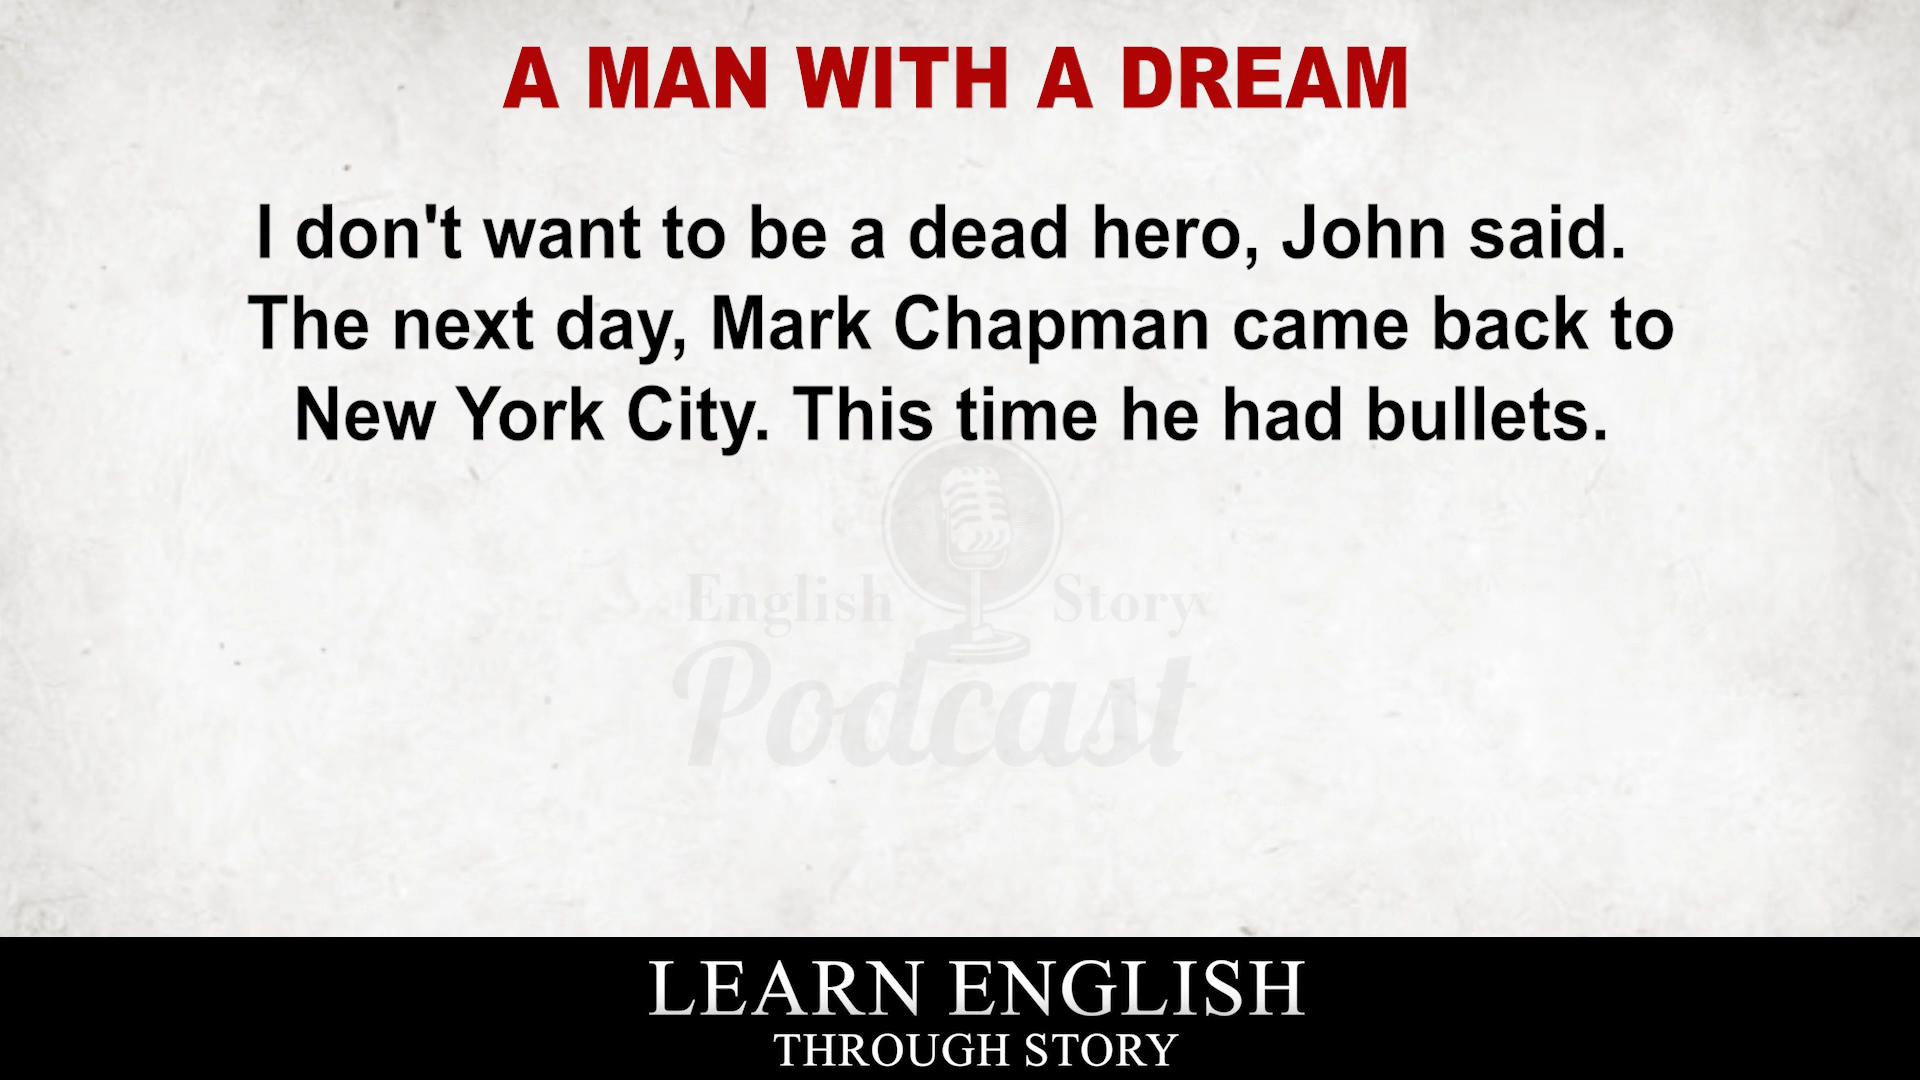 A MAN WITH A DREAM
I don't want to be a dead hero, John said.
The next day, Mark Chapman came back to
New York City. This time he had bullets.
English Story
Podcast
LEARN ENGLISH
THROUGH STORY